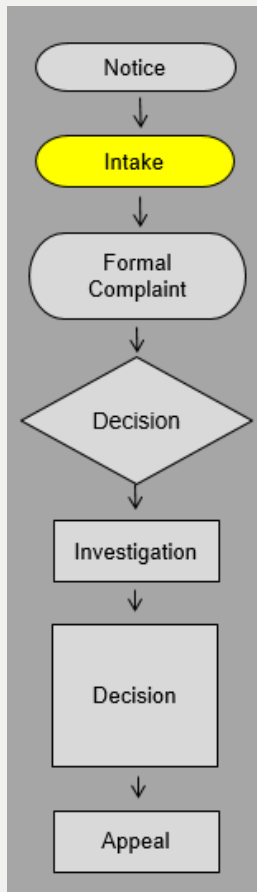 Notice
Intake
Formal
Complaint
Decision
Investigation
Decision
Appeal